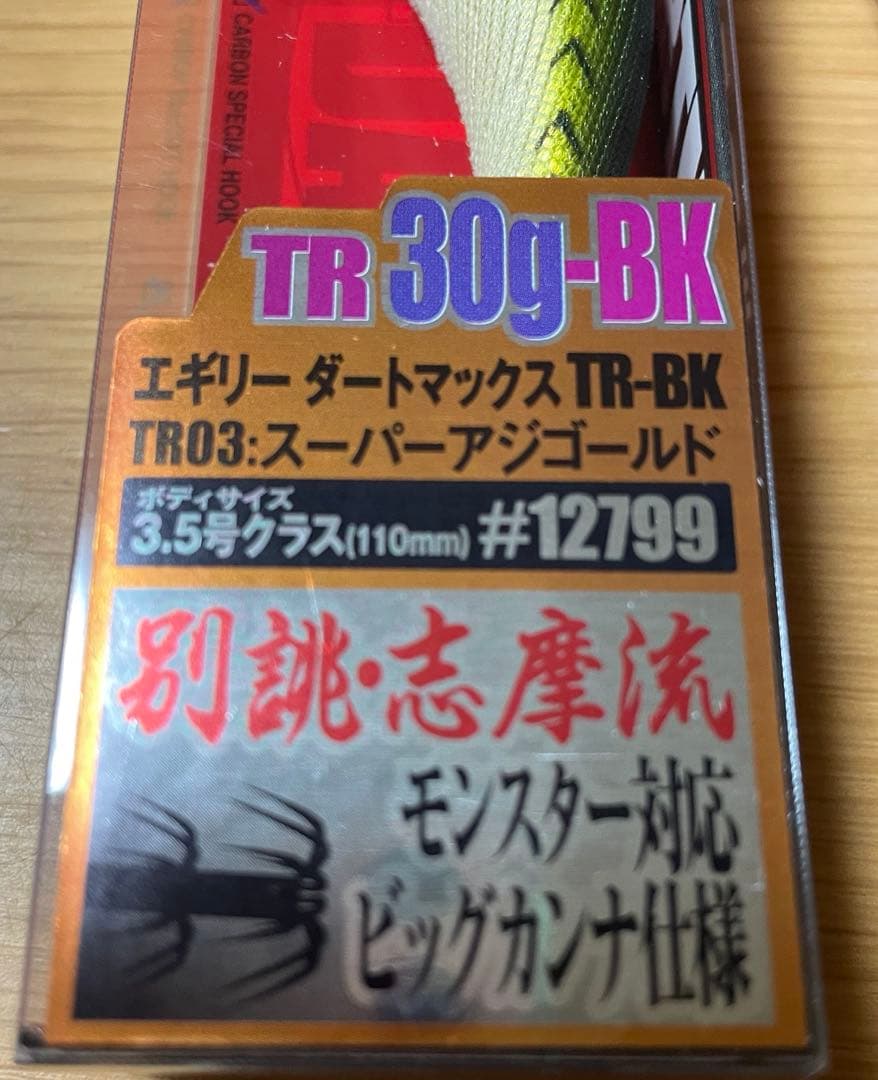 CARBON SPECIAL HOOK
TR 30g-BK
エギリー ダートマックス TR-BK
TR03:スーパーアジゴールド
ボディサイズ
3.5号クラス(110mm) #12799
別誂・志摩流
モンスター対応
ビッグカンナ仕様